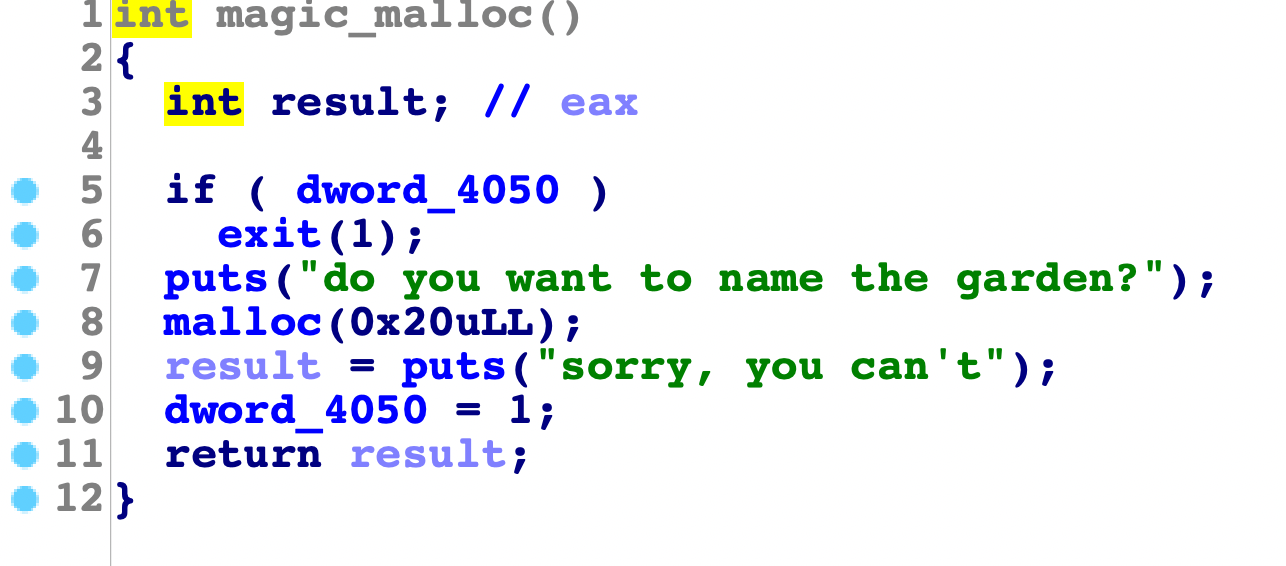 1 int magic_malloc()
2 {
3 int result; // eax
4
5 if ( dword_4050 )
6 exit(1);
7 puts("do you want to name the garden?");
8 malloc(0x20uLL);
9 result = puts("sorry, you can't");
10 dword_4050 = 1;
11 return result;
12 }